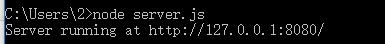 C:\Users\2>node server.js
Server running at http://127.0.0.1:8080/